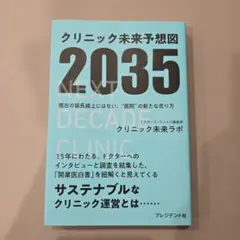 クリニック未来予想図
2035
NEXT
DECADE
CLINIC
現在の延長線上にはない、“医院”の新たな在り方
クリニック未来ラボ
15年にわたる、ドクターへの
インタビューと調査を結集した、
「開業医白書」を紐解くと見えてくる
サステナブルな
クリニック運営とは……
プレジデント社